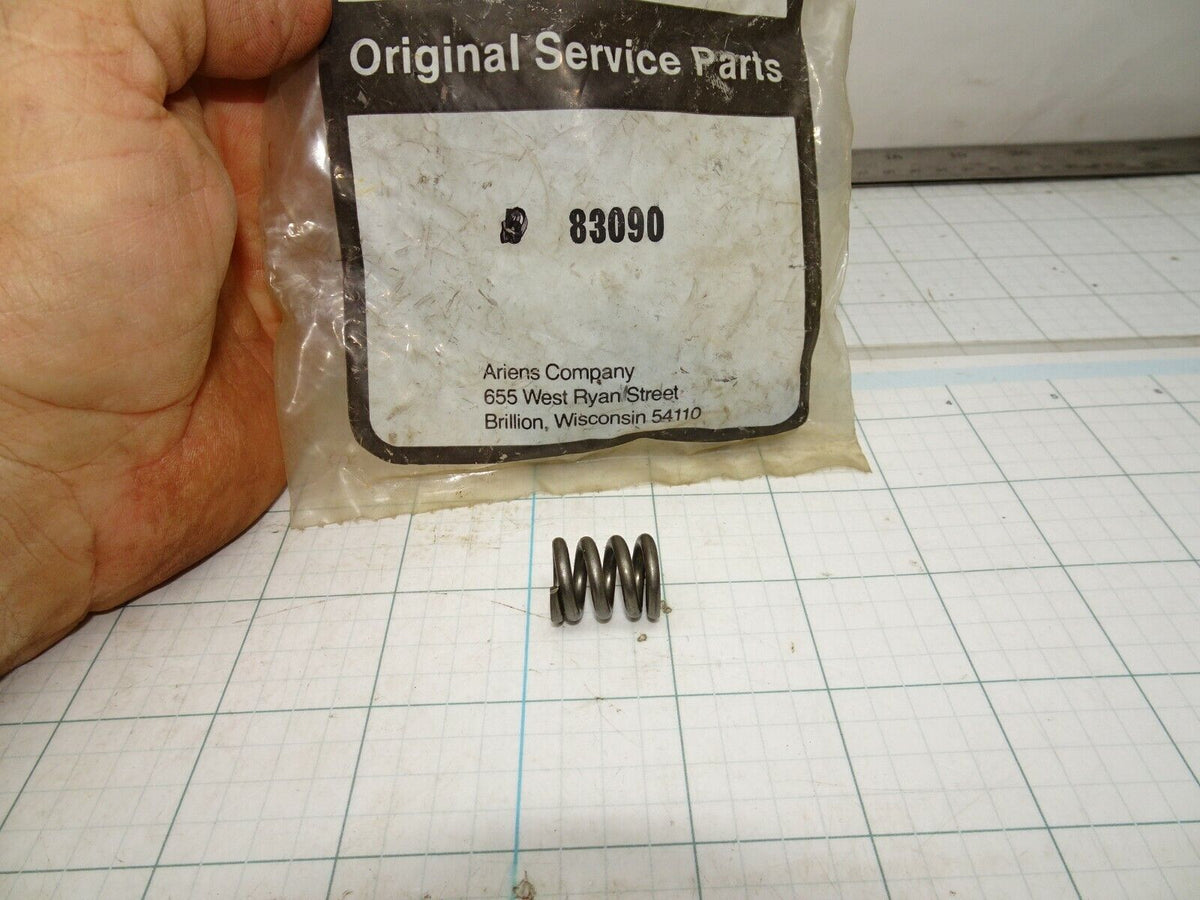 Original Service Parts
83090
Ariens Company
655 West Ryan Street
Brillion, Wisconsin 54110